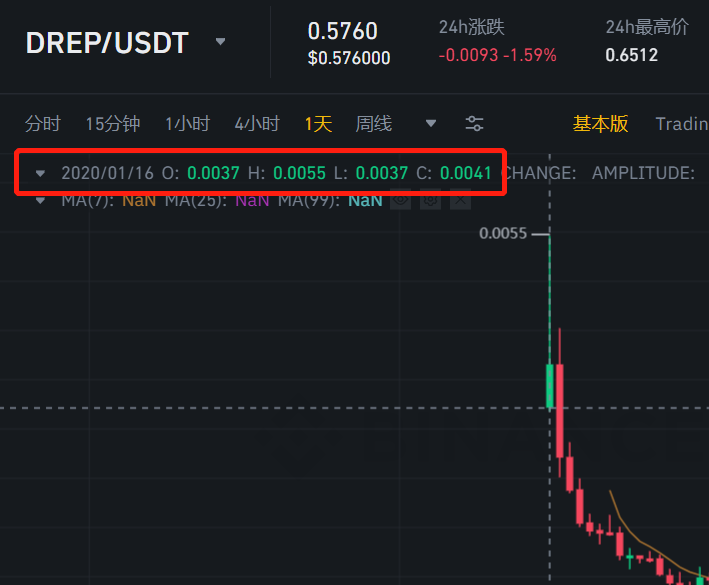 DREP/USDT
0.5760
$0.576000
24h涨跌
-0.0093 -1.59%
24h最高价
0.6512
分时 15分钟 1小时 4小时 1天 周线 基本版 Tradin
2020/01/16 O: 0.0037 H: 0.0055 L: 0.0037 C: 0.0041 CHANGE: AMPLITUDE:
MA(7): NaN MA(25): NaN MA(99): NaN
0.0055